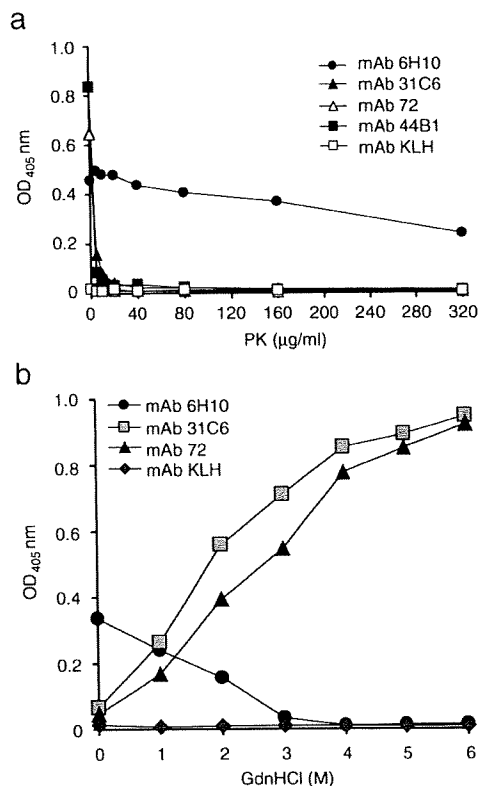 a
1.0
0.8
0.6
0.4
0.2
0
OD405 nm
mAb 6H10
mAb 31C6
mAb 72
mAb 44B1
mAb KLH
0 40 80 120 160 200 240 280 320
PK (μg/ml)
b
1.0
0.8
0.6
0.4
0.2
0
OD405 nm
mAb 6H10
mAb 31C6
mAb 72
mAb KLH
0 1 2 3 4 5 6
GdnHCl (M)